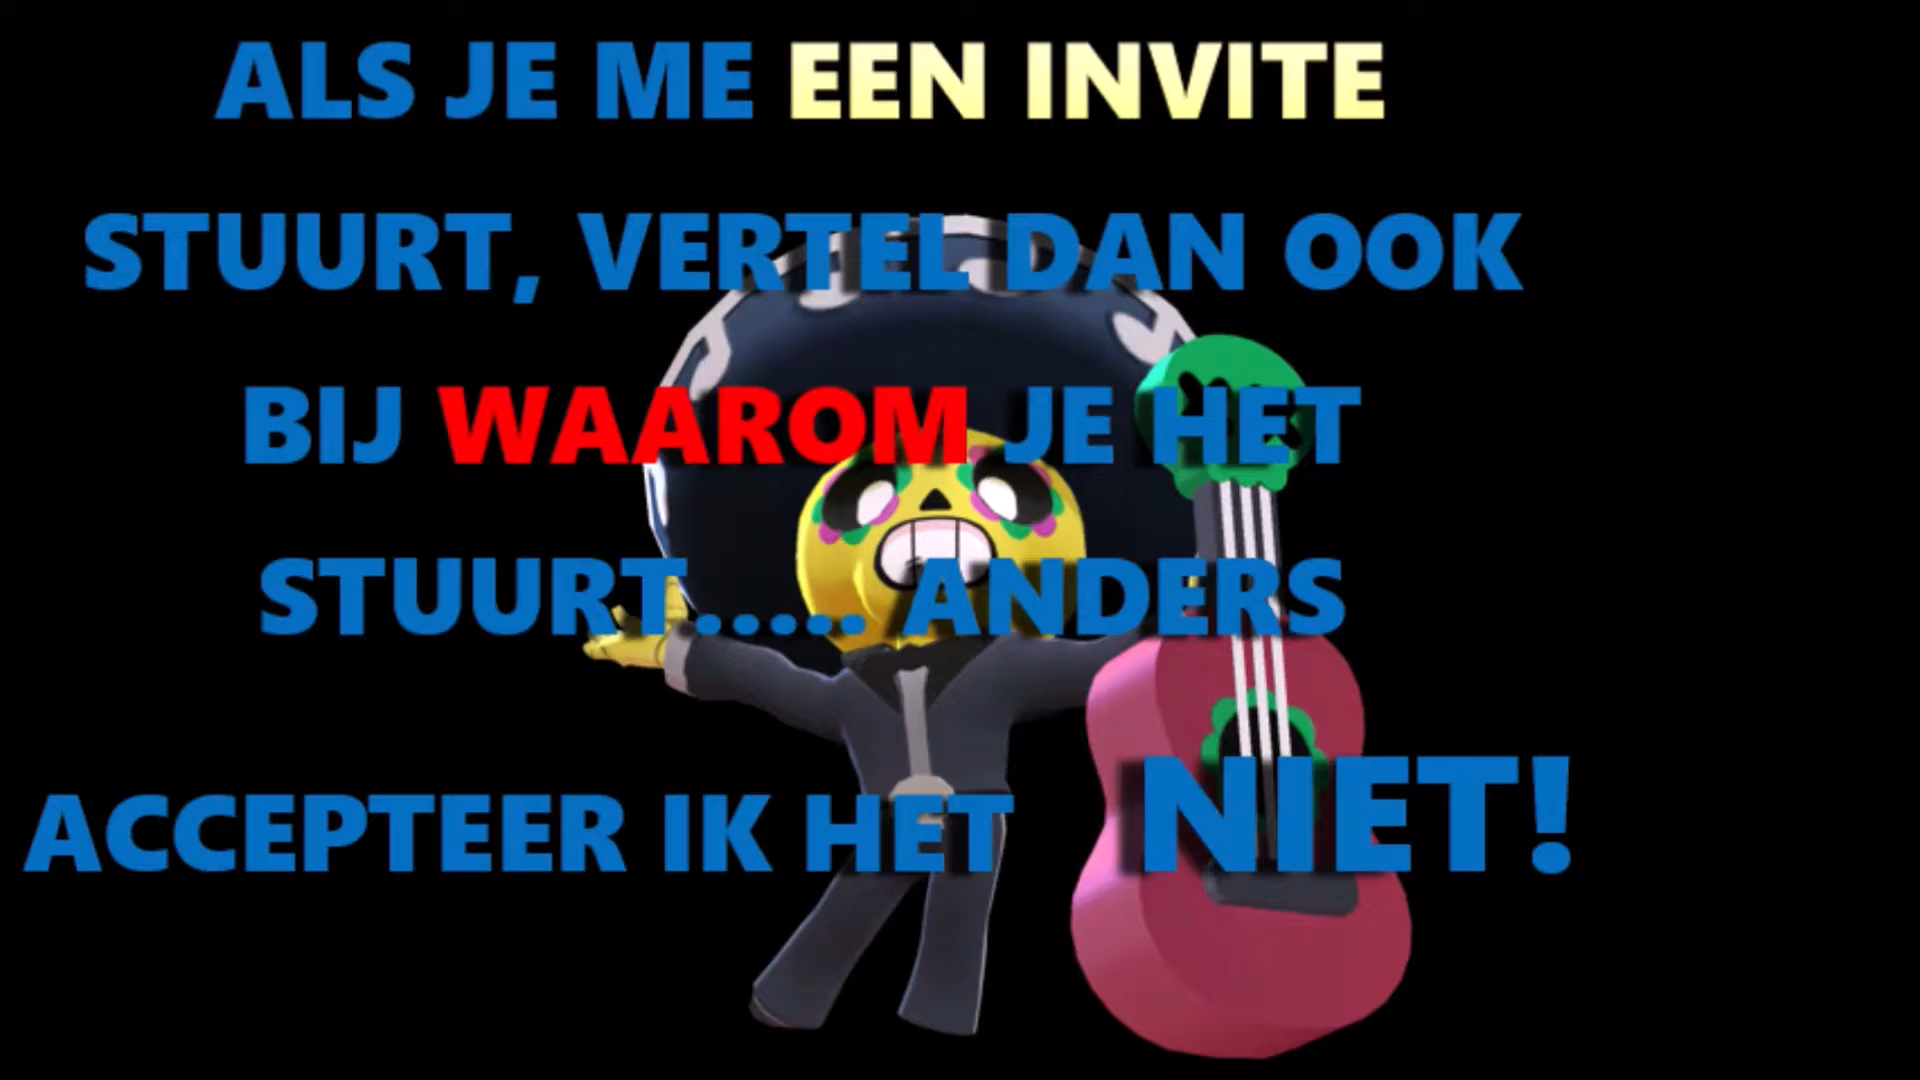 ALS JE ME EEN INVITE
STUURT, VERTEL DAN OOK
BIJ WAAROM JE HET
STUURT..... ANDERS
ACCEPTEER IK HET NIET!